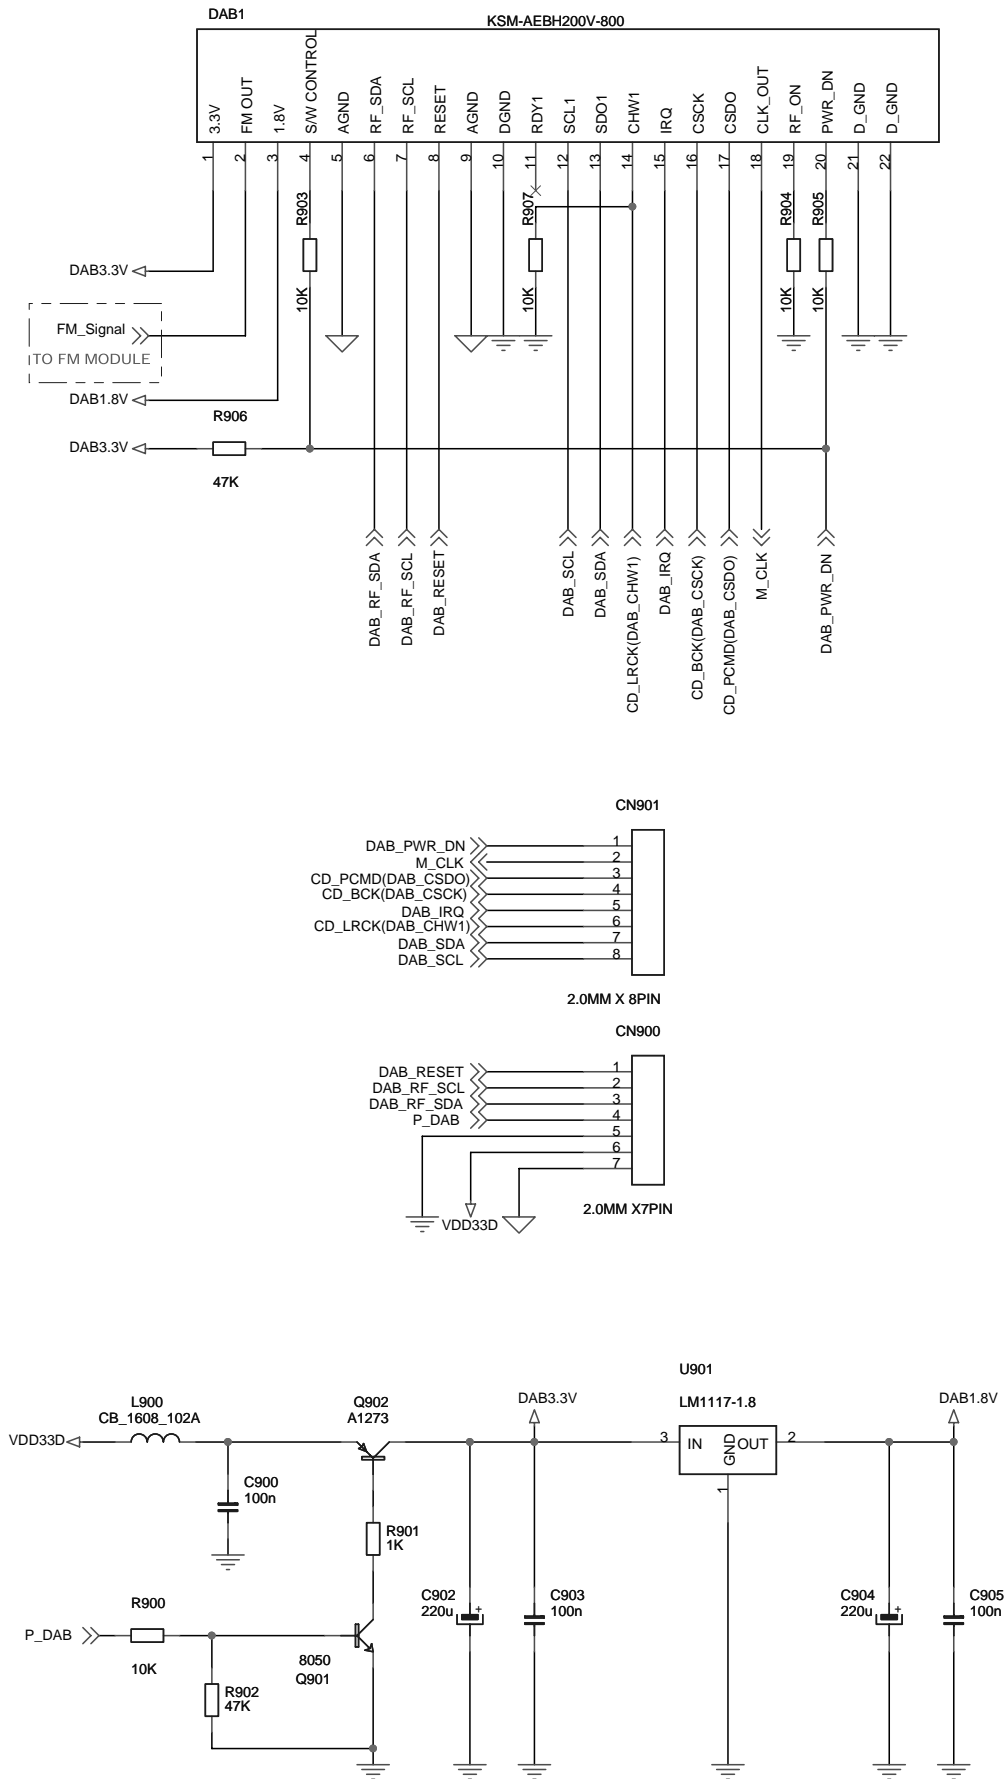 DAB1
KSM-AEBH200V-800
3.3V
FM OUT
1.8V
S/W CONTROL
AGND
RF_SDA
RF_SCL
RESET
AGND
DGND
RDY1
SCL1
SDO1
CHW1
IRQ
CSCK
CSDO
CLK_OUT
RF_ON
PWR_DN
D_GND
D_GND
1
2
3
4
5
6
7
8
9
10
11
12
13
14
15
16
17
18
19
20
21
22
R903
R907
R904
R905
DAB3.3V
10K
10K
10K
10K
FM_Signal
TO FM MODULE
DAB1.8V
R906
DAB3.3V
47K
DAB_RF_SDA
DAB_RF_SCL
DAB_RESET
DAB_SCL
DAB_SDA
CD_LRCK(DAB_CHW1)
DAB_IRQ
CD_BCK(DAB_CSCK)
CD_PCMD(DAB_CSDO)
M_CLK
DAB_PWR_DN
CN901
DAB_PWR_DN 1
M_CLK 2
CD_PCMD(DAB_CSDO) 3
CD_BCK(DAB_CSCK) 4
DAB_IRQ 5
CD_LRCK(DAB_CHW1) 6
DAB_SDA 7
DAB_SCL 8
2.0MM X 8PIN
CN900
DAB_RESET 1
DAB_RF_SCL 2
DAB_RF_SDA 3
P_DAB 4
5
6
7
2.0MM X7PIN
VDD33D
U901
L900
CB_1608_102A
Q902
A1273
DAB3.3V
LM1117-1.8
DAB1.8V
VDD33D
3
IN
GND
OUT
2
1
C900
100n
R901
1K
C902
220u
+
C903
100n
C904
220u
+
C905
100n
R900
P_DAB
10K
8050
Q901
R902
47K